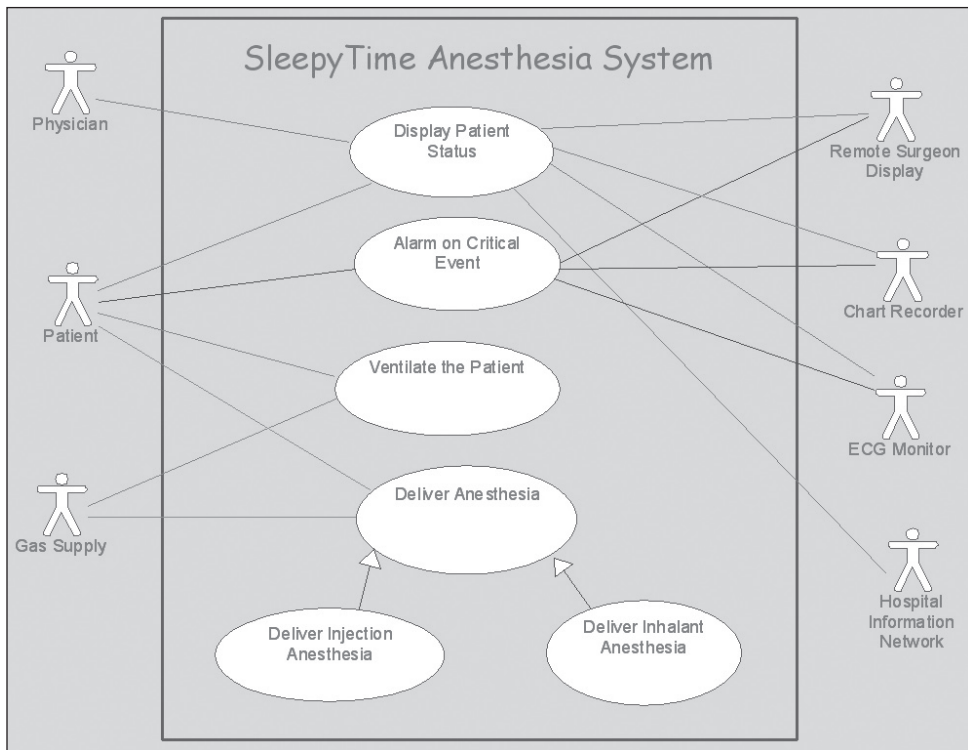 SleepyTime Anesthesia System
Physician
Display Patient
Status
Remote Surgeon
Display
Alarm on Critical
Event
Patient
Chart Recorder
Ventilate the Patient
ECG Monitor
Deliver Anesthesia
Gas Supply
Hospital
Information
Network
Deliver Injection
Anesthesia
Deliver Inhalant
Anesthesia